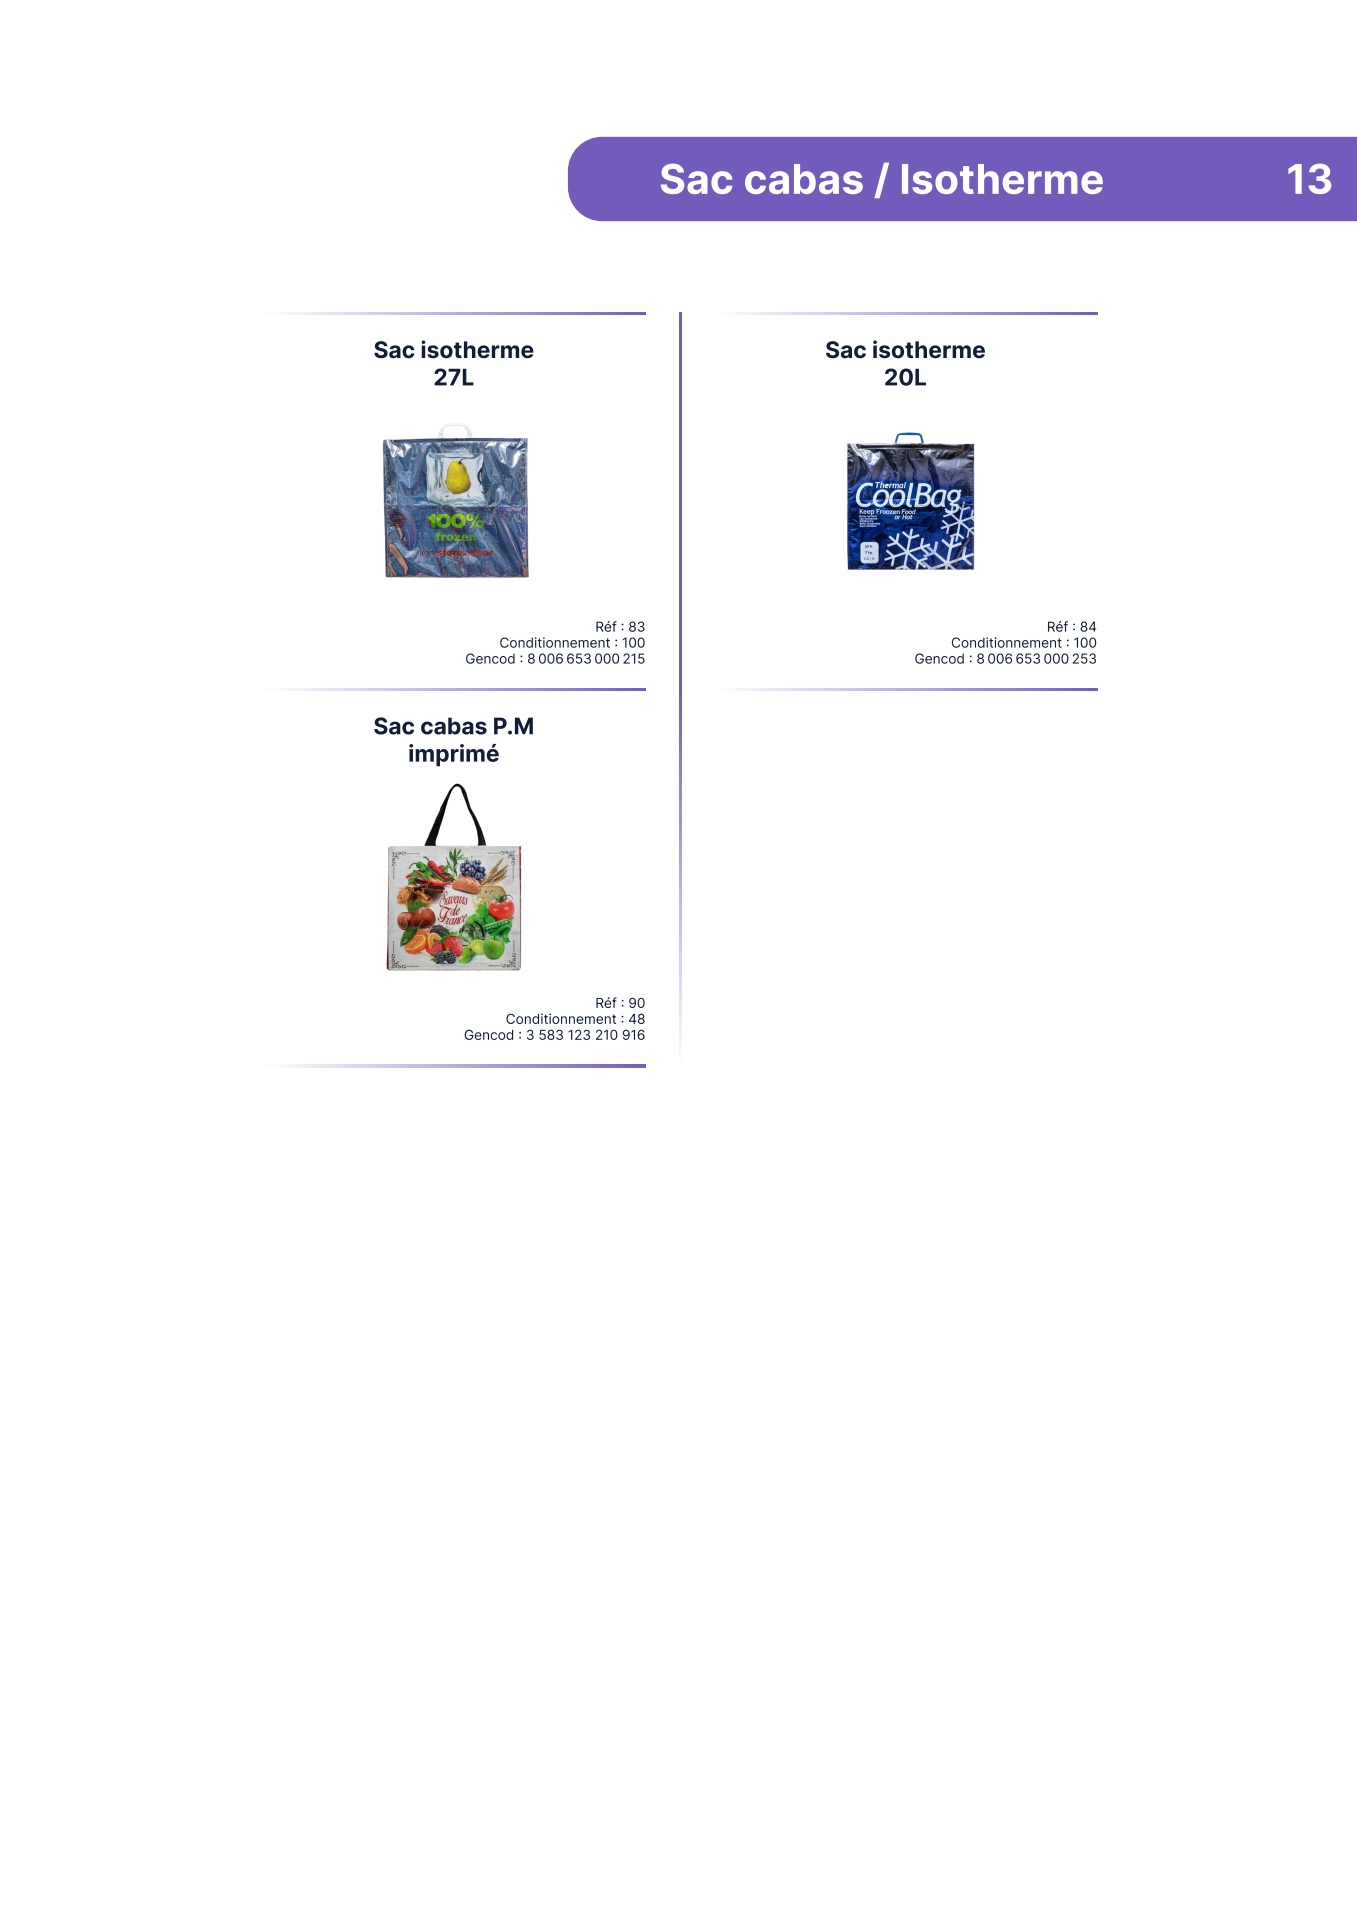 Sac cabas / Isotherme
13
Sac isotherme
27L
100%
frozen
Réf : 83
Conditionnement : 100
Gencod : 8 006 653 000 215
Sac isotherme
20L
Thermal
CoolBag
Keep Frozen Food
or Hot
Réf : 84
Conditionnement : 100
Gencod : 8 006 653 000 253
Sac cabas P.M
imprimé
Saveurs
de
France
Réf : 90
Conditionnement : 48
Gencod : 3 583 123 210 916